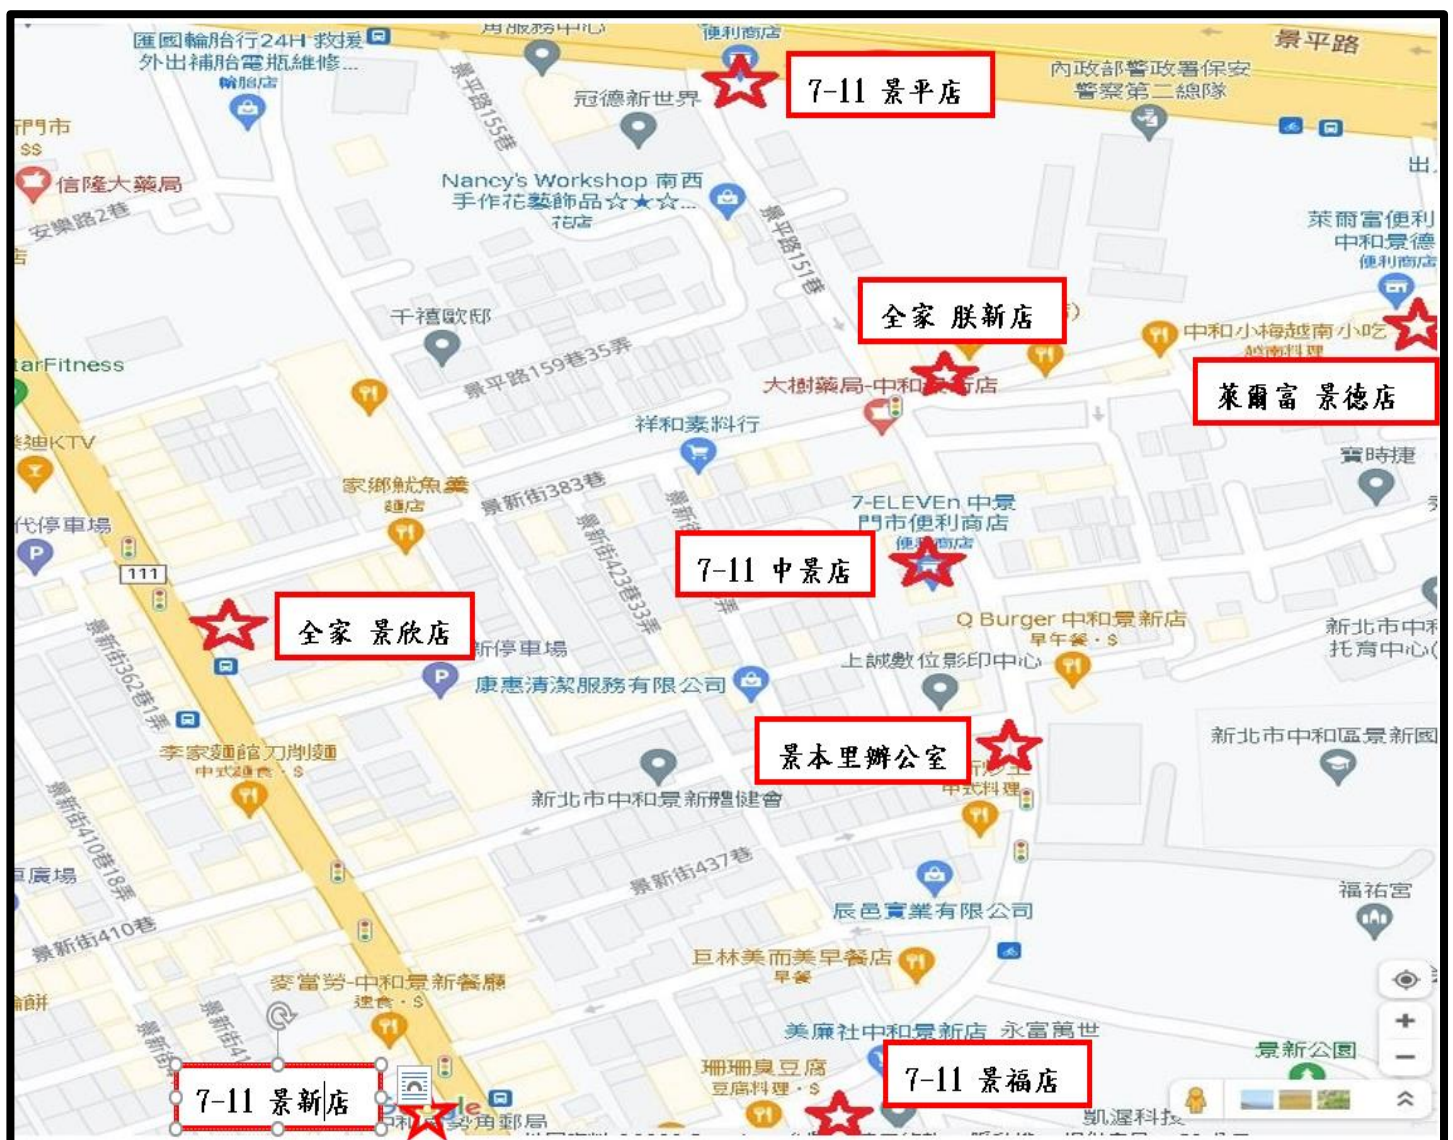 匯國輪胎行24H 救援
外出補胎電瓶維修...
輪胎店
便利商店
景平路
7-11 景平店
內政部警政署保安
警察第二總隊
冠德新世界
景平路155巷
信隆大藥局
$$
安樂路2巷
Nancy's Workshop 南西
手作花藝飾品☆★☆...
花店
景平路151巷
萊爾富便利
中和景德
便利商店
千禧歐邸
全家 朕新店
中和小梅越南小吃
越南料理
景平路159巷35弄
萊爾富 景德店
祥和素料行
寶時捷
家鄉魷魚羹
麵店
景新街383巷
7-ELEVEn 中景
門市便利商店
便利商店
代停車場
111
景新街423巷33弄
7-11 中景店
全家 景欣店
Q Burger 中和景新店
早午餐・$
上誠數位影印中心
新北市中和
托育中心(
景新街362巷1弄
新停車場
康惠清潔服務有限公司
李家麵館刀削麵
中式麵食・$
景本里辦公室
中式料理
新北市中和區景新國
新北市中和景新體健會
景新街410巷18弄
景新街437巷
辰邑實業有限公司
福祐宮
景新街410巷
巨林美而美早餐店
早餐
麥當勞-中和景新餐廳
速食・$
美廉社中和景新店
永富萬世
景新公園
珊珊臭豆腐
豆腐料理・$
7-11 景福店
7-11 景新店
凱渥科技